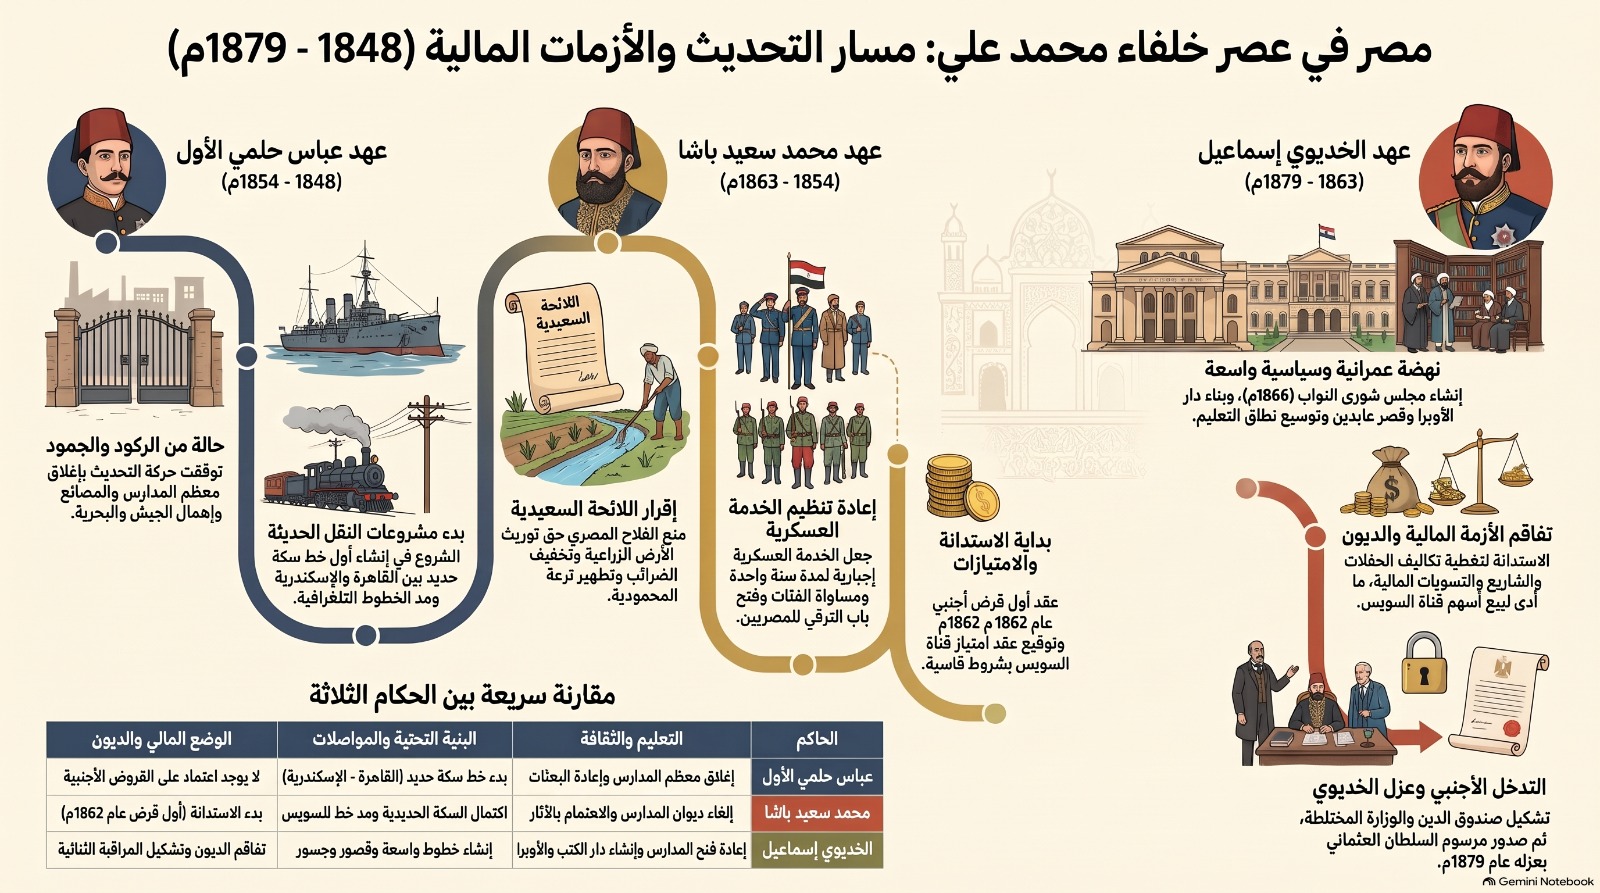 مصر في عصر خلفاء محمد علي: مسار التحديث والأزمات المالية (1848 - 1879م)
عهد عباس حلمي الأول
(1848 - 1854م)
حالة من الركود والجمود
توقفت حركة التحديث بإغلاق
معظم المدارس والمصانع
وإهمال الجيش والبحرية.
بدء مشروعات النقل الحديثة
الشروع في إنشاء أول خط سكة
حديد بين القاهرة والإسكندرية
ومد الخطوط التلغرافية.
عهد محمد سعيد باشا
(1854 - 1863م)
اللائحة
السعيدية
إقرار اللائحة السعيدية
منع الفلاح المصري حق توريث
الأرض الزراعية وتخفيف
الضرائب وتطهير ترعة
المحمودية.
إعادة تنظيم الخدمة
العسكرية
جعل الخدمة العسكرية
إجبارية لمدة سنة واحدة
ومساواة الفئات وفتح
باب الترقي للمصريين.
بداية الاستدانة
والامتيازات
عقد أول قرض أجنبي
عام 1862 م 1862م
وتوقيع عقد امتياز قناة
السويس بشروط قاسية.
عهد الخديوي إسماعيل
(1863 - 1879م)
نهضة عمرانية وسياسية واسعة
إنشاء مجلس شورى النواب (1866م)، وبناء دار
الأوبرا وقصر عابدين وتوسيع نطاق التعليم.
$
تفاقم الأزمة المالية والديون
الاستدانة لتغطية تكاليف الحفلات
والشاريع والتسويات المالية، ما
أدى لبيع أسهم قناة السويس.
التدخل الأجنبي وعزل الخديوي
تشكيل صندوق الدين والوزارة المختلطة،
ثم صدور مرسوم السلطان العثماني
بعزله عام 1879م.
مقارنة سريعة بين الحكام الثلاثة
الحاكم | التعليم والثقافة | البنية التحتية والمواصلات | الوضع المالي والديون
عباس حلمي الأول | إغلاق معظم المدارس وإعادة البعثات | بدء خط سكة حديد (القاهرة - الإسكندرية) | لا يوجد اعتماد على القروض الأجنبية
محمد سعيد باشا | إلغاء ديوان المدارس والاهتمام بالآثار | اكتمال السكة الحديدية ومد خط للسويس | بدء الاستدانة (أول قرض عام 1862م)
الخديوي إسماعيل | إعادة فتح المدارس وإنشاء دار الكتب والأوبرا | إنشاء خطوط واسعة وقصور وجسور | تفاقم الديون وتشكيل المراقبة الثنائية
Gemini Notebook